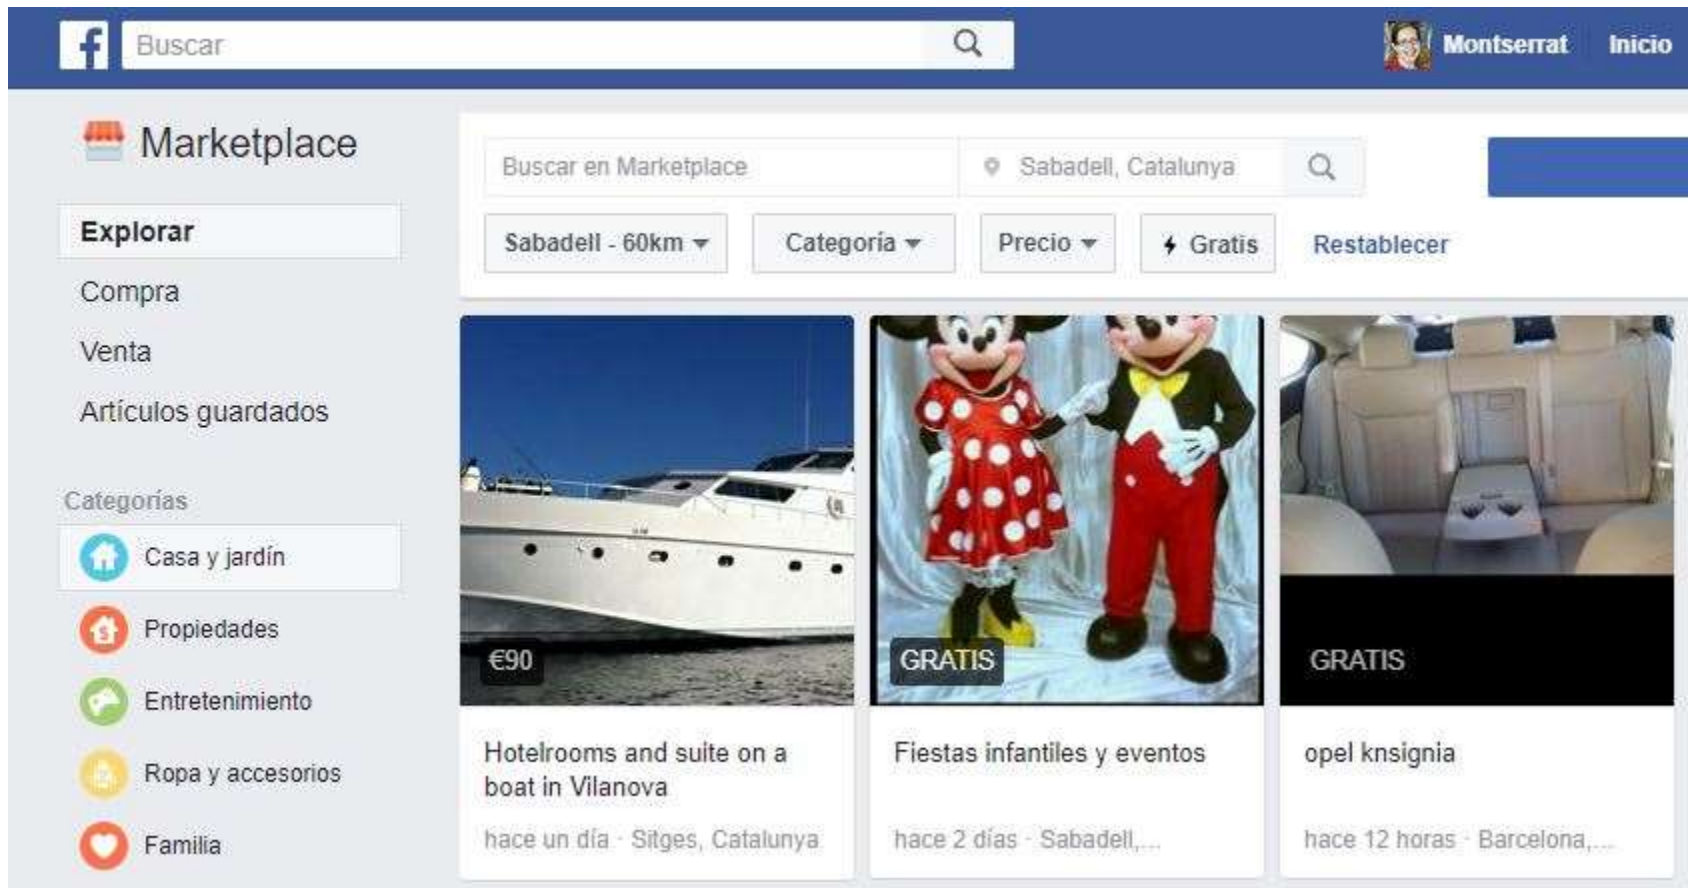 f
Buscar
Montserrat
Inicio
Marketplace
Explorar
Compra
Venta
Artículos guardados
Categorías
Casa y jardín
Propiedades
Entretenimiento
Ropa y accesorios
Familia
Buscar en Marketplace
Sabadell, Catalunya
Sabadell - 60km
Categoría
Precio
Gratis
Restablecer
€90
Hotelrooms and suite on a
boat in Vilanova
hace un día · Sitges, Catalunya
GRATIS
Fiestas infantiles y eventos
hace 2 días · Sabadell,...
GRATIS
opel knsignia
hace 12 horas · Barcelona,...